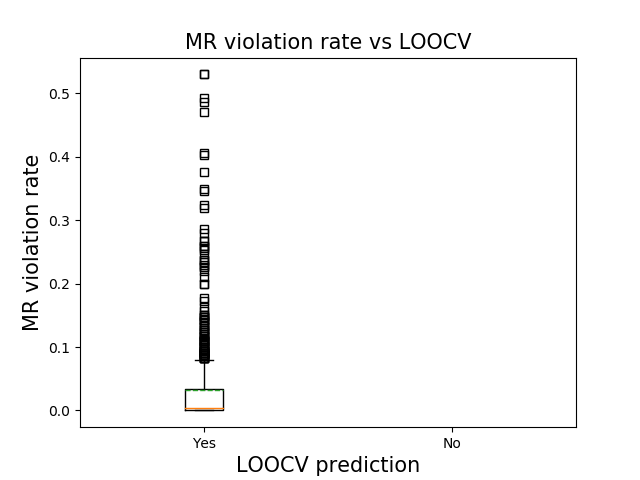 MR violation rate vs LOOCV
MR violation rate
0.5
0.4
0.3
0.2
0.1
0.0
Yes
No
LOOCV prediction